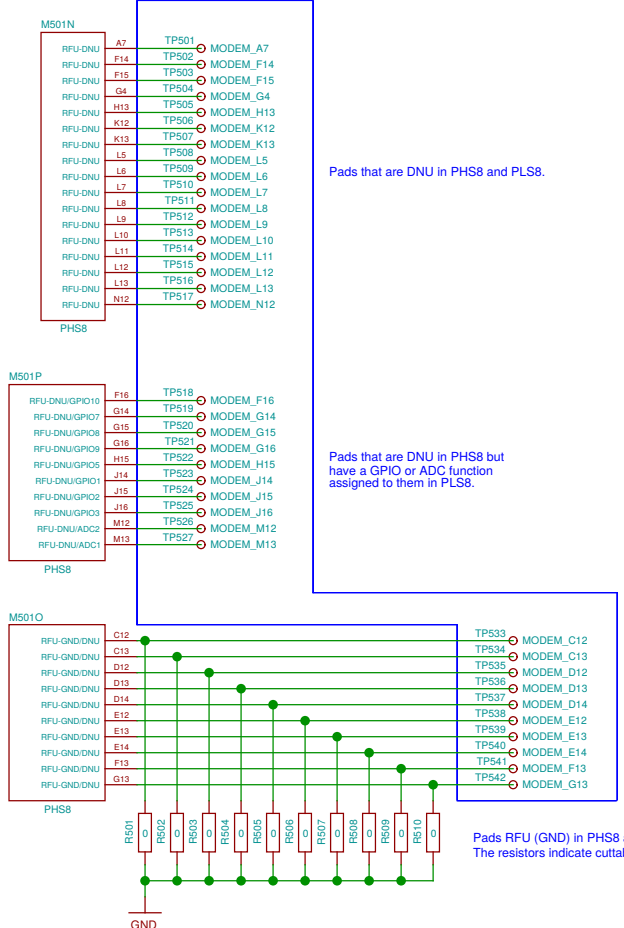 M501N
RFU-DNU A7 TP501 MODEM_A7
RFU-DNU F14 TP502 MODEM_F14
RFU-DNU F15 TP503 MODEM_F15
RFU-DNU G4 TP504 MODEM_G4
RFU-DNU H13 TP505 MODEM_H13
RFU-DNU K12 TP506 MODEM_K12
RFU-DNU K13 TP507 MODEM_K13
RFU-DNU L5 TP508 MODEM_L5
RFU-DNU L6 TP509 MODEM_L6
RFU-DNU L7 TP510 MODEM_L7
RFU-DNU L8 TP511 MODEM_L8
RFU-DNU L9 TP512 MODEM_L9
RFU-DNU L10 TP513 MODEM_L10
RFU-DNU L11 TP514 MODEM_L11
RFU-DNU L12 TP515 MODEM_L12
RFU-DNU L13 TP516 MODEM_L13
RFU-DNU N12 TP517 MODEM_N12
PHS8
Pads that are DNU in PHS8 and PLS8.
M501P
RFU-DNU/GPIO10 F16 TP518 MODEM_F16
RFU-DNU/GPIO7 G14 TP519 MODEM_G14
RFU-DNU/GPIO8 G15 TP520 MODEM_G15
RFU-DNU/GPIO9 G16 TP521 MODEM_G16
RFU-DNU/GPIO5 H15 TP522 MODEM_H15
RFU-DNU/GPIO1 J14 TP523 MODEM_J14
RFU-DNU/GPIO2 J15 TP524 MODEM_J15
RFU-DNU/GPIO3 J16 TP525 MODEM_J16
RFU-DNU/ADC2 M12 TP526 MODEM_M12
RFU-DNU/ADC1 M13 TP527 MODEM_M13
PHS8
Pads that are DNU in PHS8 but
have a GPIO or ADC function
assigned to them in PLS8.
M501O
RFU-GND/DNU C12 TP533 MODEM_C12
RFU-GND/DNU C13 TP534 MODEM_C13
RFU-GND/DNU D12 TP535 MODEM_D12
RFU-GND/DNU D13 TP536 MODEM_D13
RFU-GND/DNU D14 TP537 MODEM_D14
RFU-GND/DNU E12 TP538 MODEM_E12
RFU-GND/DNU E13 TP539 MODEM_E13
RFU-GND/DNU E14 TP540 MODEM_E14
RFU-GND/DNU F13 TP541 MODEM_F13
RFU-GND/DNU G13 TP542 MODEM_G13
PHS8
R501 0 R502 0 R503 0 R504 0 R505 0 R506 0 R507 0 R508 0 R509 0 R510 0
Pads RFU (GND) in PHS8
The resistors indicate
GND